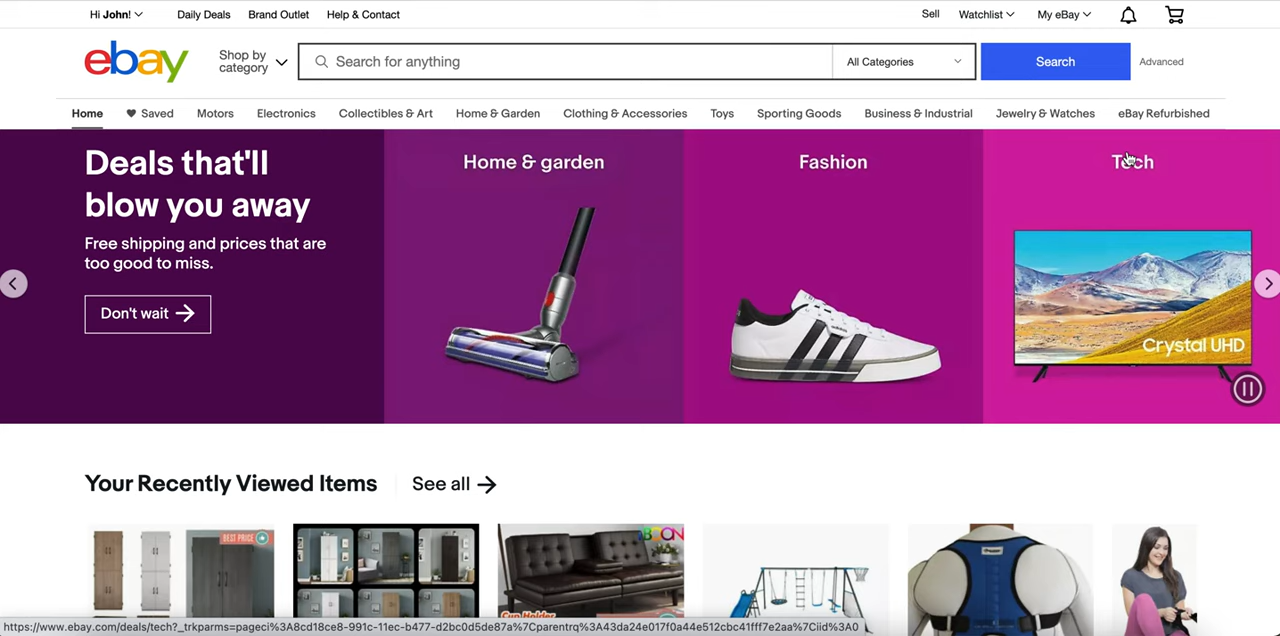 Hi John!
Daily Deals
Brand Outlet
Help & Contact
Sell
Watchlist
My eBay
ebay
Shop by
category
Search for anything
All Categories
Search
Advanced
Home
Saved
Motors
Electronics
Collectibles & Art
Home & Garden
Clothing & Accessories
Toys
Sporting Goods
Business & Industrial
Jewelry & Watches
eBay Refurbished
Deals that'll
blow you away
Free shipping and prices that are
too good to miss.
Don't wait
Home & garden
Fashion
adidas
Tech
Crystal UHD
Your Recently Viewed Items
See all
BEST PRICE
Cup Holder
https://www.ebay.com/deals/tech?_trkparms=pageci%3A8cd18ce8-991c-11ec-b477-d2bc0d5de87a%7Cparentrq%3A43da24e017f0a44e512cbc41fff7e2aa%7Ciid%3A0